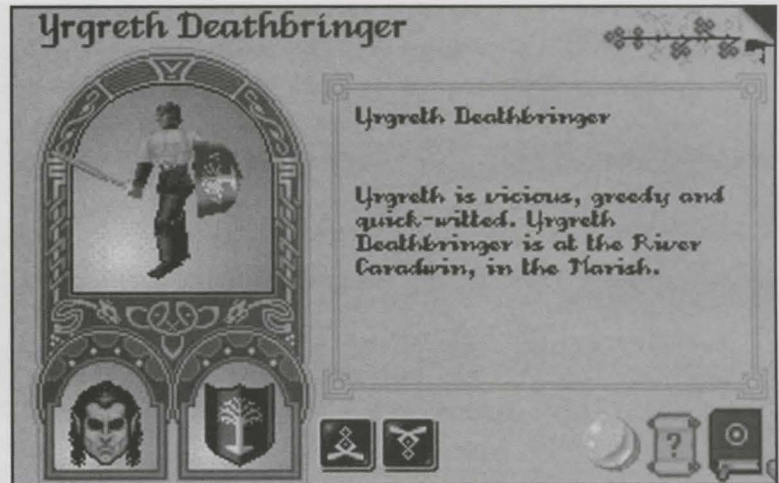 Yrgreth Deathbringer
Yrgreth Deathbringer
Yrgreth is vicious, greedy and
quick-witted. Yrgreth
Deathbringer is at the River
Caradwin, in the Marish.
?